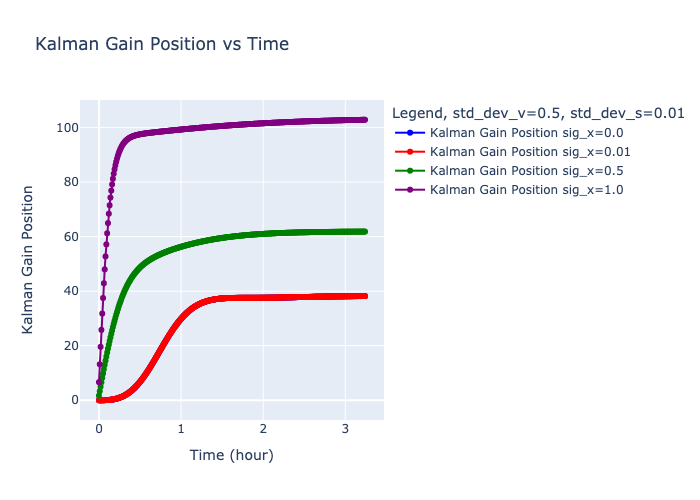 Kalman Gain Position vs Time
Legend, std_dev_v=0.5, std_dev_s=0.01
Kalman Gain Position sig_x=0.0
Kalman Gain Position sig_x=0.01
Kalman Gain Position sig_x=0.5
Kalman Gain Position sig_x=1.0
Kalman Gain Position
100
80
60
40
20
0
0 1 2 3
Time (hour)